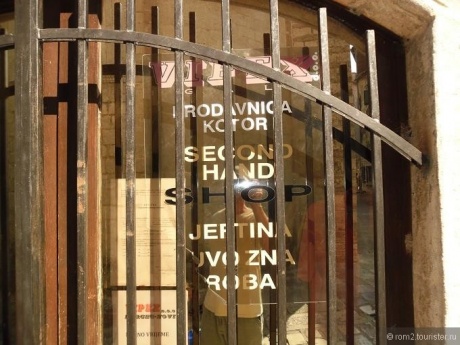 PRODAVNICA
KOTOR
SECOND
HAND
SHOP
JEFTINA
UVOZNA
ROBA
© rom2.tourister.ru